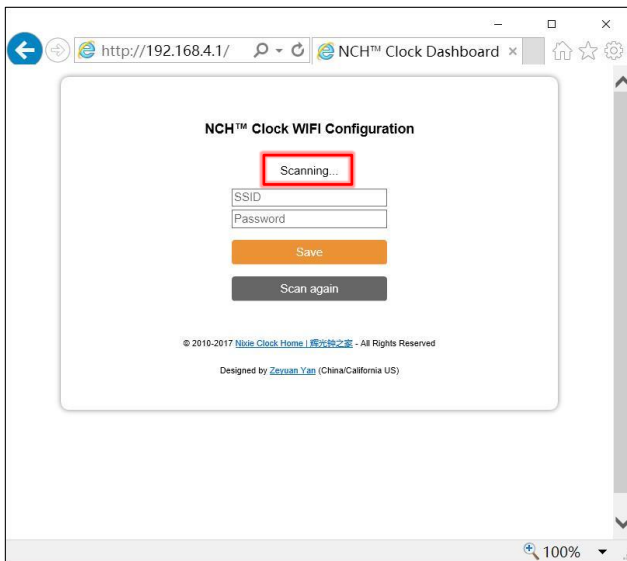 http://192.168.4.1/
NCH™ Clock Dashboard
NCH™ Clock WIFI Configuration
Scanning...
SSID
Password
Save
Scan again
© 2010-2017 Nixie Clock Home | 辉光钟之家 - All Rights Reserved
Designed by Zeyuan Yan (China/California US)
100%